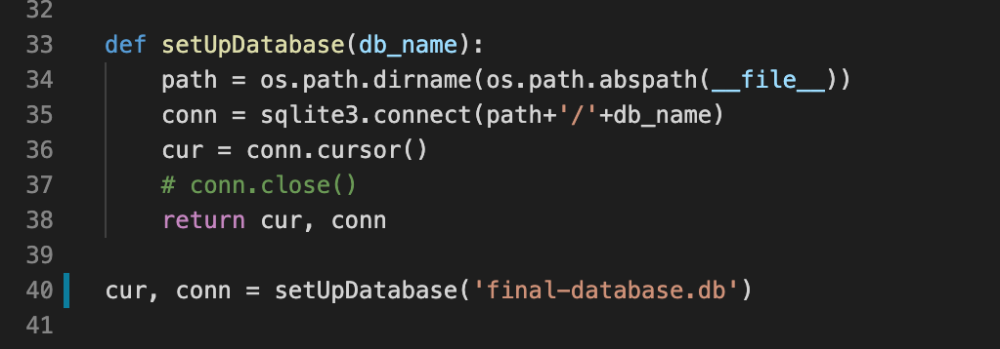 32
33 def setUpDatabase(db_name):
34     path = os.path.dirname(os.path.abspath(__file__))
35     conn = sqlite3.connect(path+'/'+db_name)
36     cur = conn.cursor()
37     # conn.close()
38     return cur, conn
39
40 cur, conn = setUpDatabase('final-database.db')
41